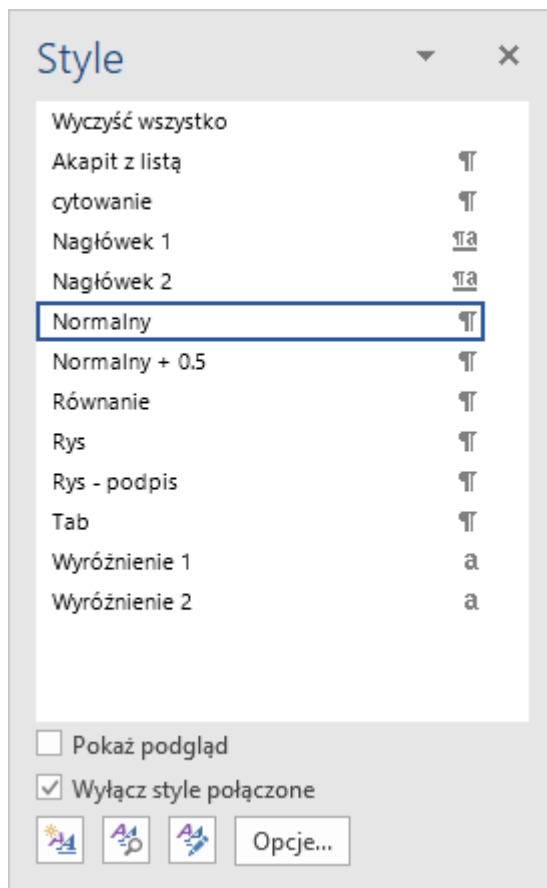 Style
Wyczyść wszystko
Akapit z listą ¶
cytowanie ¶
Nagłówek 1 ¶a
Nagłówek 2 ¶a
Normalny ¶
Normalny + 0.5 ¶
Równanie ¶
Rys ¶
Rys - podpis ¶
Tab ¶
Wyróżnienie 1 a
Wyróżnienie 2 a
Pokaż podgląd
Wyłącz style połączone
Opcje...